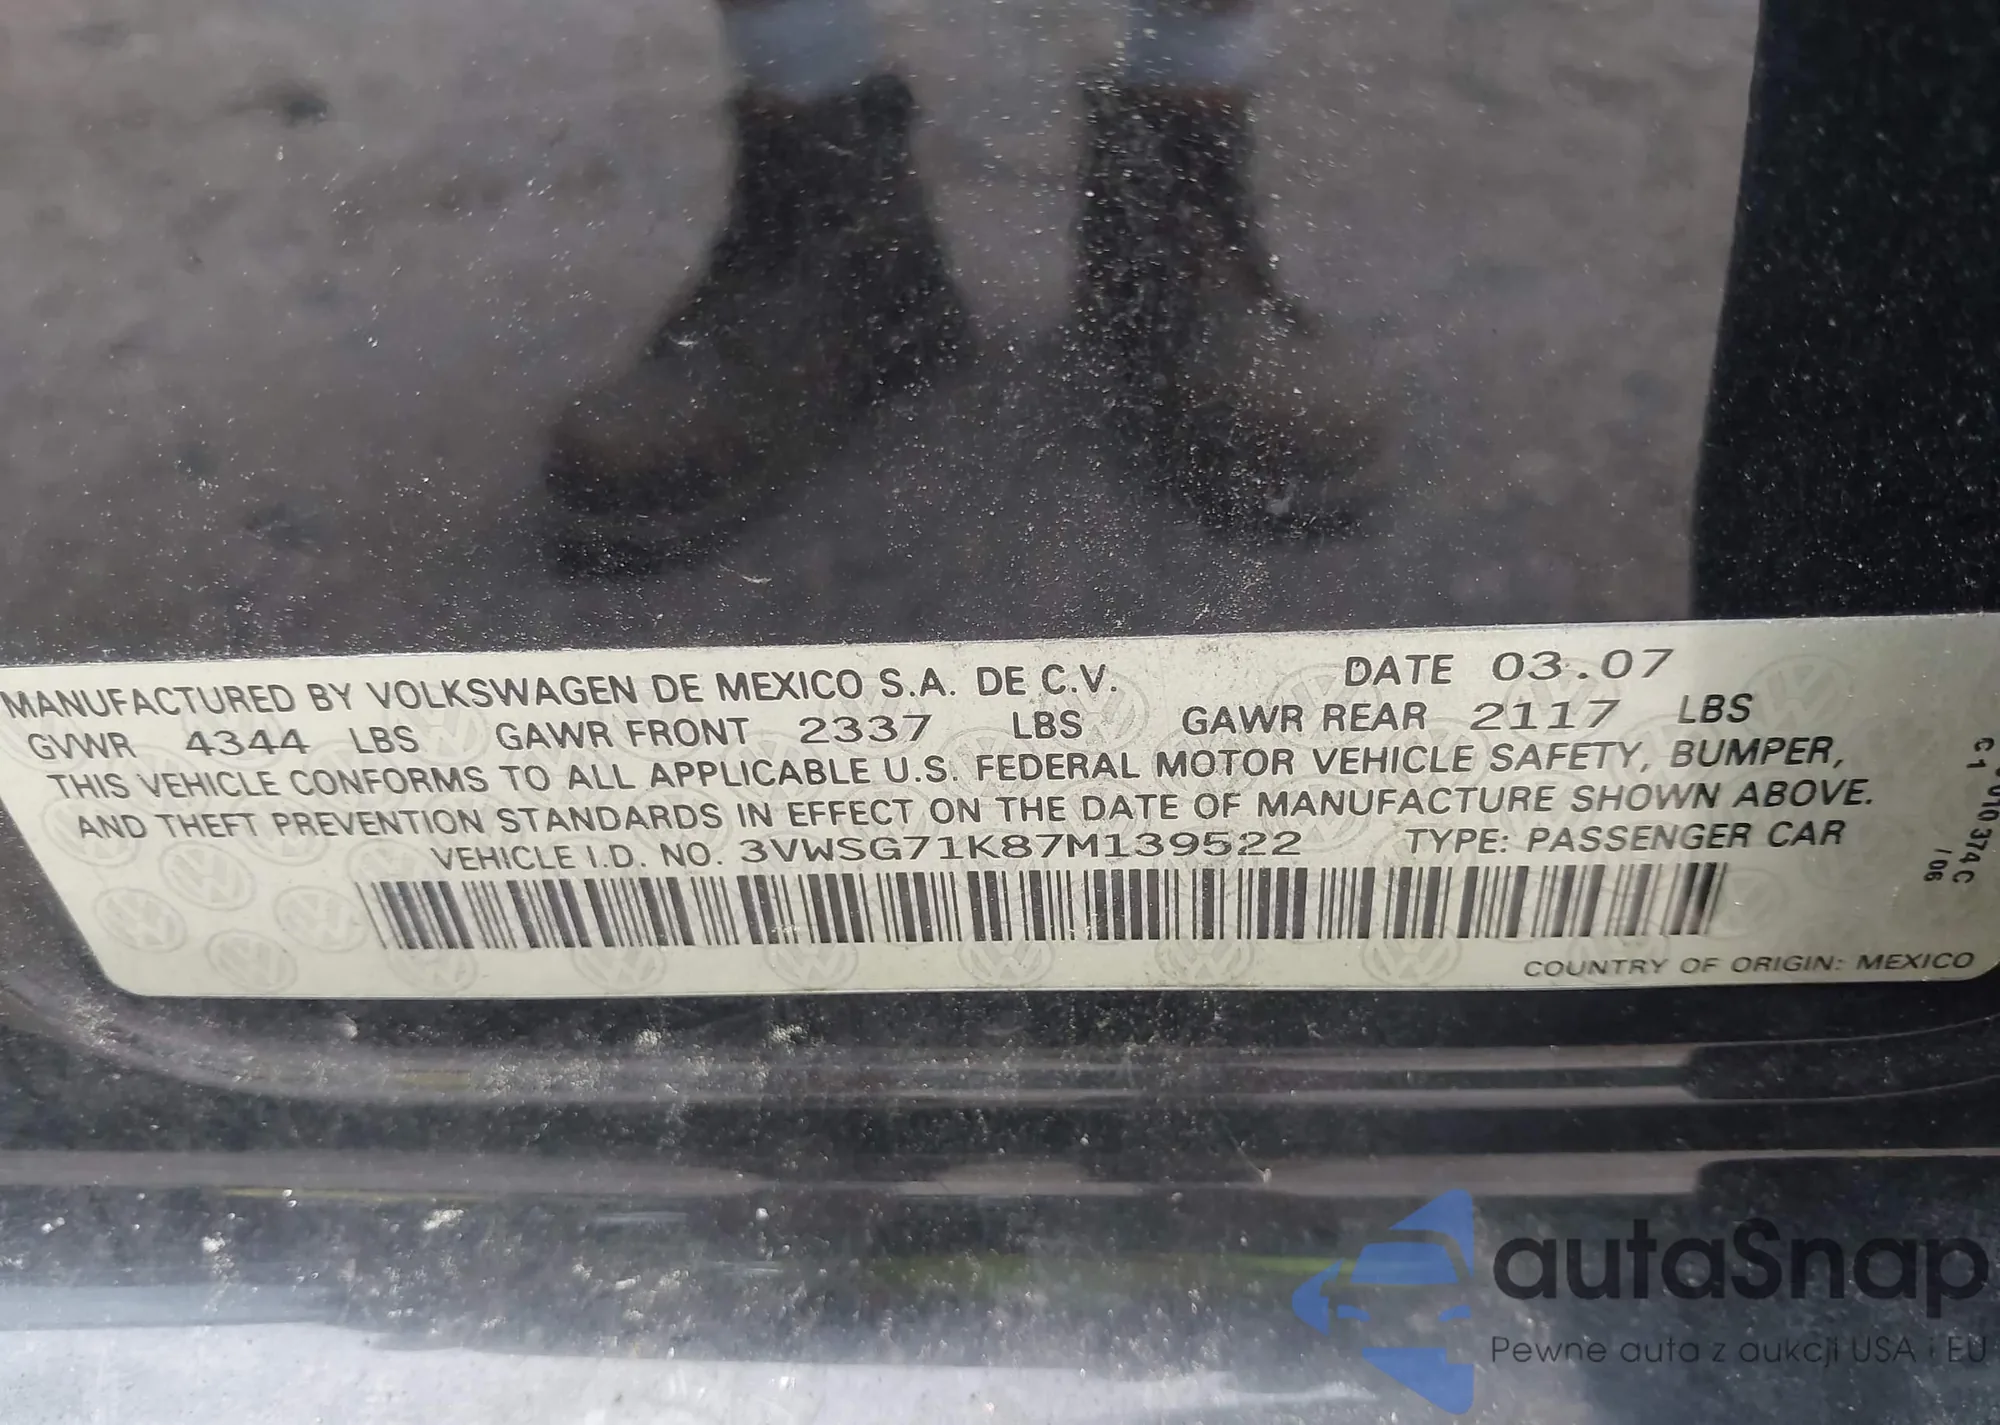 MANUFACTURED BY VOLKSWAGEN DE MEXICO S.A. DE C.V. DATE 03.07
GVWR 4344 LBS GAWR FRONT 2337 LBS GAWR REAR 2117 LBS
THIS VEHICLE CONFORMS TO ALL APPLICABLE U.S. FEDERAL MOTOR VEHICLE SAFETY, BUMPER,
AND THEFT PREVENTION STANDARDS IN EFFECT ON THE DATE OF MANUFACTURE SHOWN ABOVE.
VEHICLE I.D. NO. 3VWSG71K87M139522 TYPE: PASSENGER CAR
COUNTRY OF ORIGIN: MEXICO
C1
/06
autaSnap
Pewne auta z aukcji USA i EU